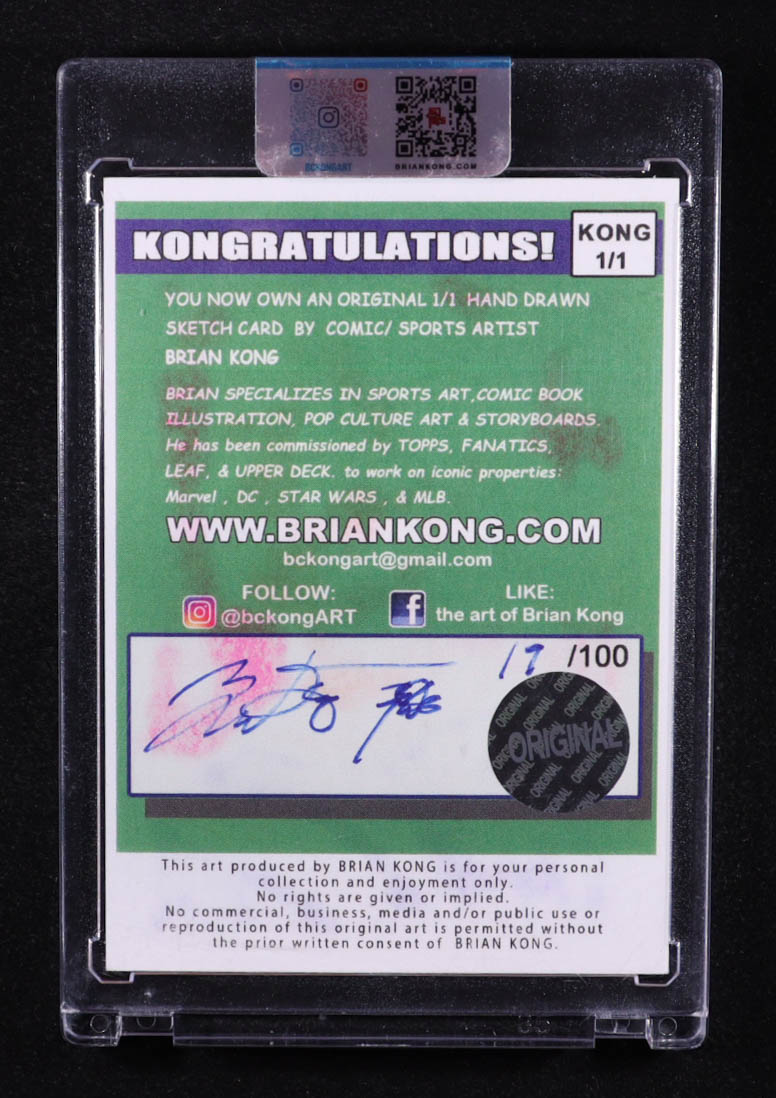 BCKONGART
BRIANKONG.COM
KONGRATULATIONS!
KONG
1/1
YOU NOW OWN AN ORIGINAL 1/1 HAND DRAWN
SKETCH CARD BY COMIC/ SPORTS ARTIST
BRIAN KONG
BRIAN SPECIALIZES IN SPORTS ART,COMIC BOOK
ILLUSTRATION, POP CULTURE ART & STORYBOARDS.
He has been commissioned by TOPPS, FANATICS,
LEAF, & UPPER DECK. to work on iconic properties:
Marvel , DC , STAR WARS , & MLB.
WWW.BRIANKONG.COM
bckongart@gmail.com
FOLLOW:
@bckongART
LIKE:
the art of Brian Kong
19 /100
ORIGINAL
This art produced by BRIAN KONG is for your personal
collection and enjoyment only.
No rights are given or implied.
No commercial, business, media and/or public use or
reproduction of this original art is permitted without
the prior written consent of BRIAN KONG.